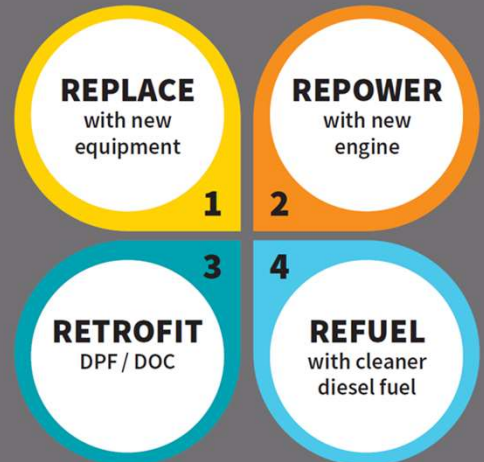 REPLACE
with new
equipment
1
REPOWER
with new
engine
2
3
RETROFIT
DPF / DOC
4
REFUEL
with cleaner
diesel fuel